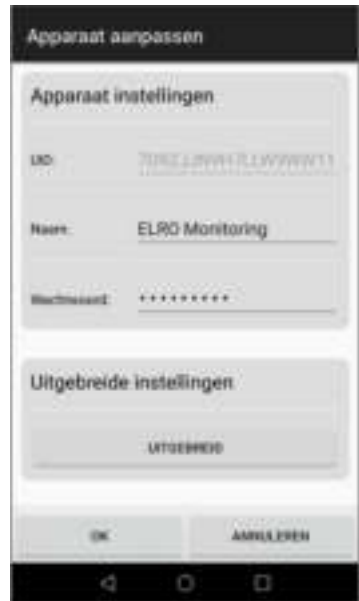 Apparaat aanpassen
Apparaat instellingen
UID:
Naam: ELRO Monitoring
Wachtwoord: •••••••••
Uitgebreide instellingen
UITGEBREID
OK ANNULEREN